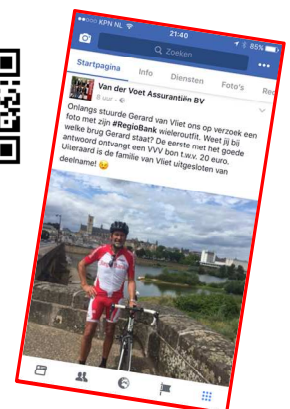 KPN NL 21:40 85%
Zoeken
Startpagina Info Diensten Foto's
Van der Voet Assurantiën BV
8 uur
Onlangs stuurde Gerard van Vliet ons op verzoek een
foto met zijn #RegioBank wieleroutfit. Weet jij bij
welke brug Gerard staat? De eerste met het goede
antwoord ontvangt een VVV bon t.w.v. 20 euro.
Uiteraard is de familie van Vliet uitgesloten van
deelname!